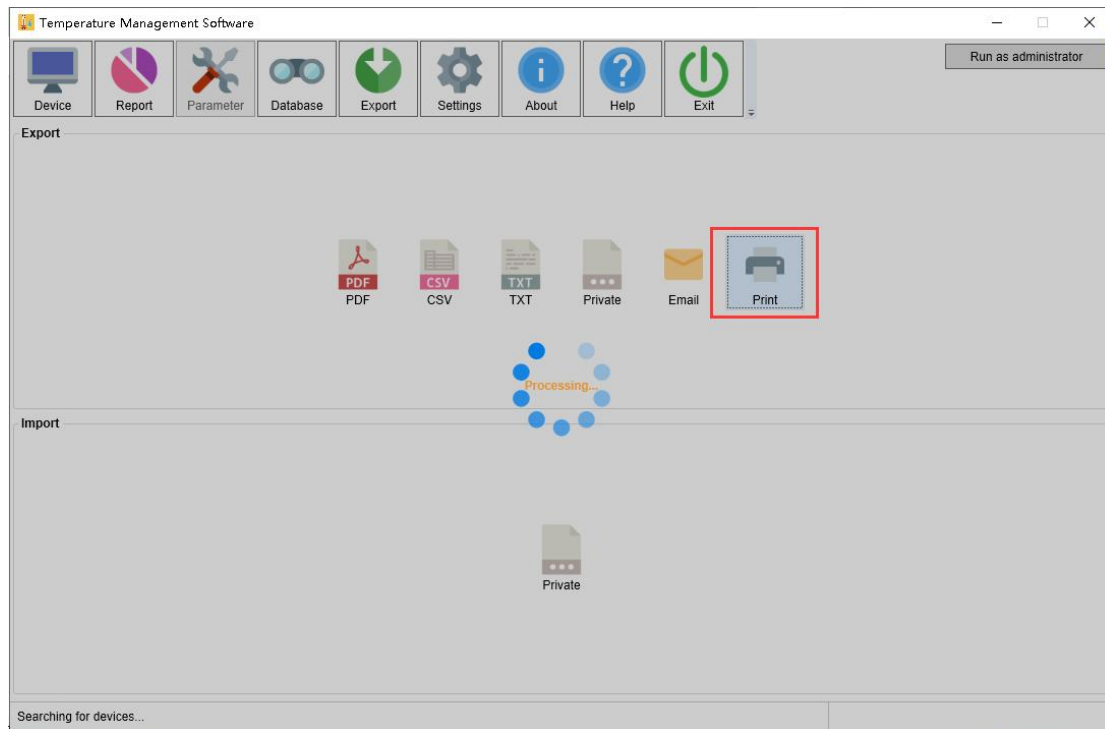 Temperature Management Software
Run as administrator
Device Report Parameter Database Export Settings About Help Exit
Export
PDF CSV TXT
PDF CSV TXT Private Email Print
Processing...
Import
Private
Searching for devices...